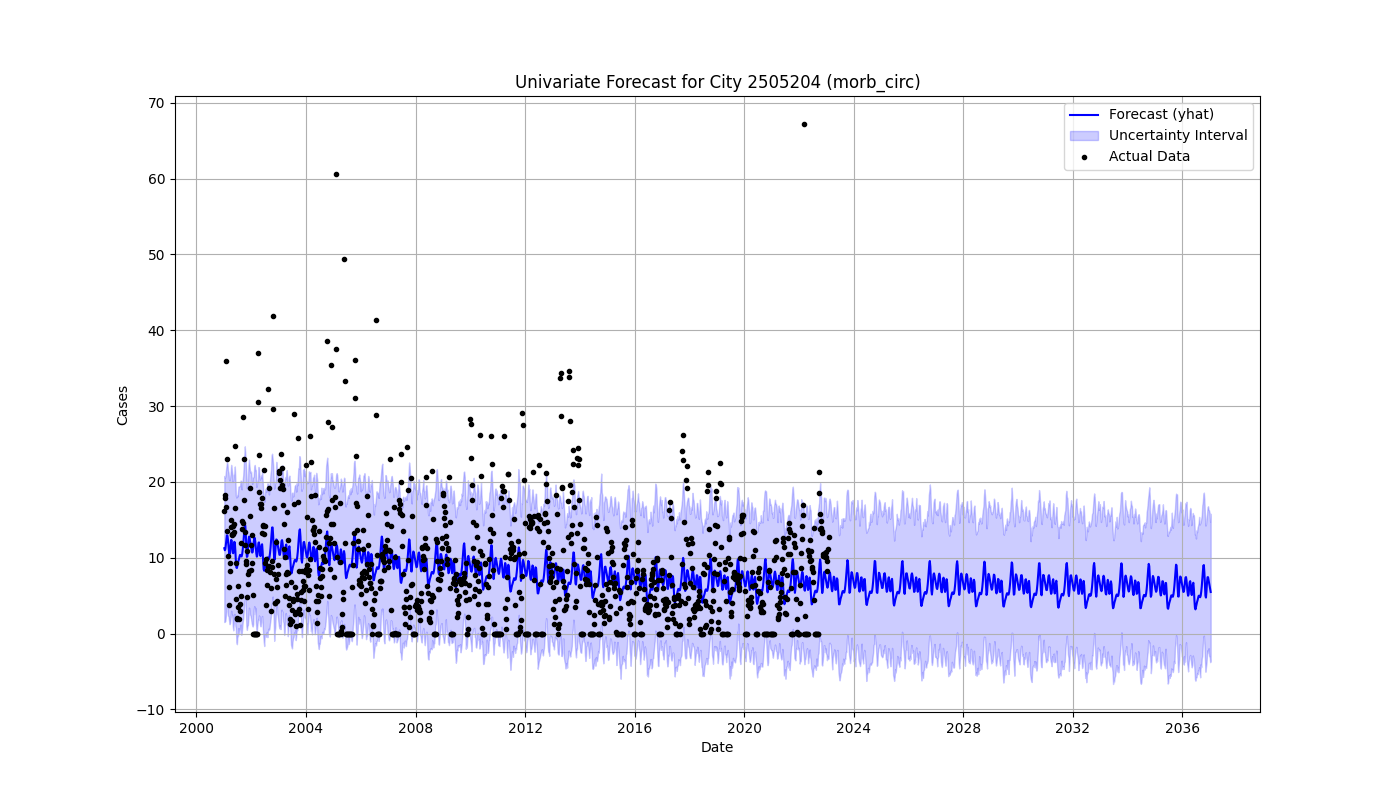 Univariate Forecast for City 2505204 (morb_circ)
Forecast (yhat)
Uncertainty Interval
Actual Data
70
60
50
40
30
20
10
0
−10
Cases
2000 2004 2008 2012 2016 2020 2024 2028 2032 2036
Date